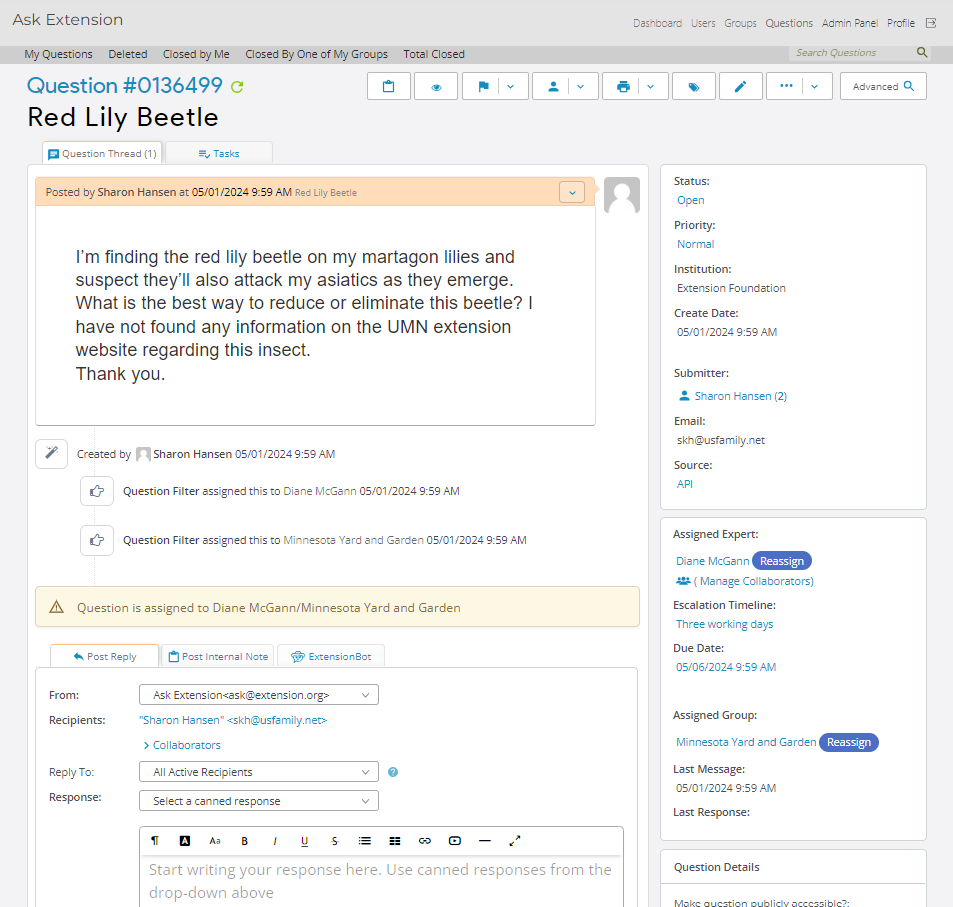 Ask Extension
Dashboard Users Groups Questions Admin Panel Profile
My Questions Deleted Closed by Me Closed By One of My Groups Total Closed
Search Questions
Question #0136499
Advanced
Red Lily Beetle
Question Thread (1) Tasks
Posted by Sharon Hansen at 05/01/2024 9:59 AM Red Lily Beetle
I'm finding the red lily beetle on my martagon lilies and
suspect they'll also attack my asiatics as they emerge.
What is the best way to reduce or eliminate this beetle? I
have not found any information on the UMN extension
website regarding this insect.
Thank you.
Created by Sharon Hansen 05/01/2024 9:59 AM
Question Filter assigned this to Diane McGann 05/01/2024 9:59 AM
Question Filter assigned this to Minnesota Yard and Garden 05/01/2024 9:59 AM
Question is assigned to Diane McGann/Minnesota Yard and Garden
Post Reply Post Internal Note ExtensionBot
From: Ask Extension<ask@extension.org>
Recipients: "Sharon Hansen" <skh@usfamily.net>
Collaborators
Reply To: All Active Recipients ?
Response: Select a canned response
¶ A Aa B I U S
Start writing your response here. Use canned responses from the
drop-down above
Status:
Open
Priority:
Normal
Institution:
Extension Foundation
Create Date:
05/01/2024 9:59 AM
Submitter:
Sharon Hansen (2)
Email:
skh@usfamily.net
Source:
API
Assigned Expert:
Diane McGann Reassign
( Manage Collaborators)
Escalation Timeline:
Three working days
Due Date:
05/06/2024 9:59 AM
Assigned Group:
Minnesota Yard and Garden Reassign
Last Message:
05/01/2024 9:59 AM
Last Response:
Question Details
Make question publicly accessible?: